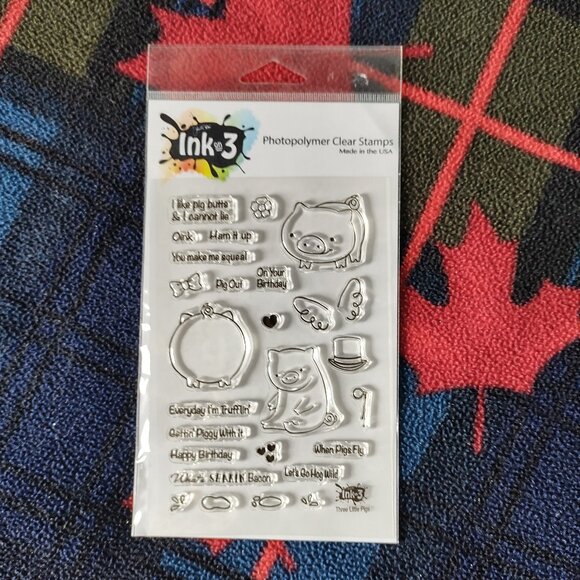 Ink 3
Photopolymer Clear Stamps
Made in the USA
I like pig butts
& I cannot lie
Oink
Ham it up
You make me squeal
Pig Out
On Your
Birthday
Everyday I'm Trufflin'
Gettin' Piggy With It
Happy Birthday
When Pigs Fly
Bacon
Let's Go Hog Wild
Ink 3
Three Little Pigs